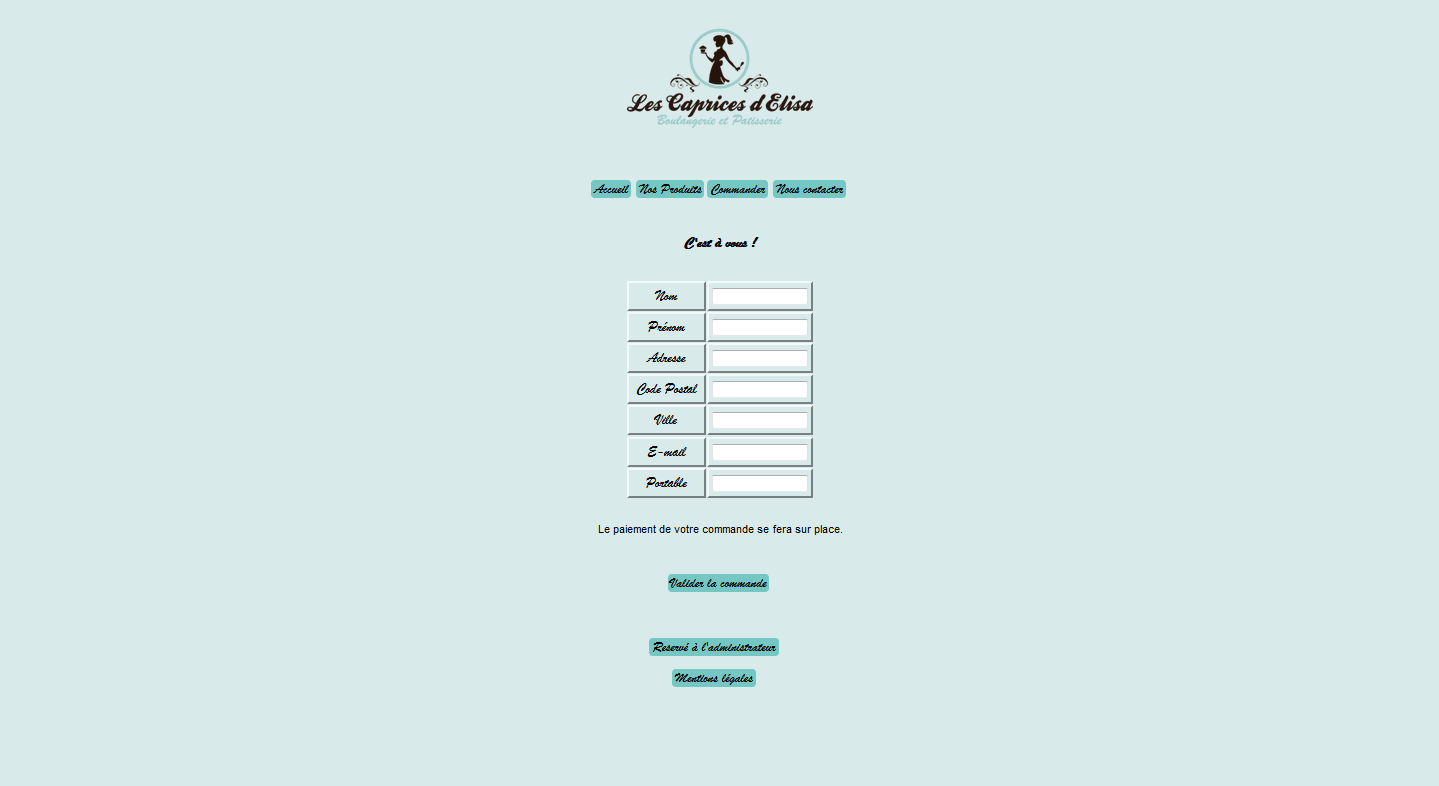 Les Caprices d'Elisa
Boulangerie et Patisserie
Accueil Nos Produits Commander Nous contacter
C'est à vous !
Nom
Prénom
Adresse
Code Postal
Ville
E-mail
Portable
Le paiement de votre commande se fera sur place.
Valider la commande
Reservé à l'administrateur
Mentions légales